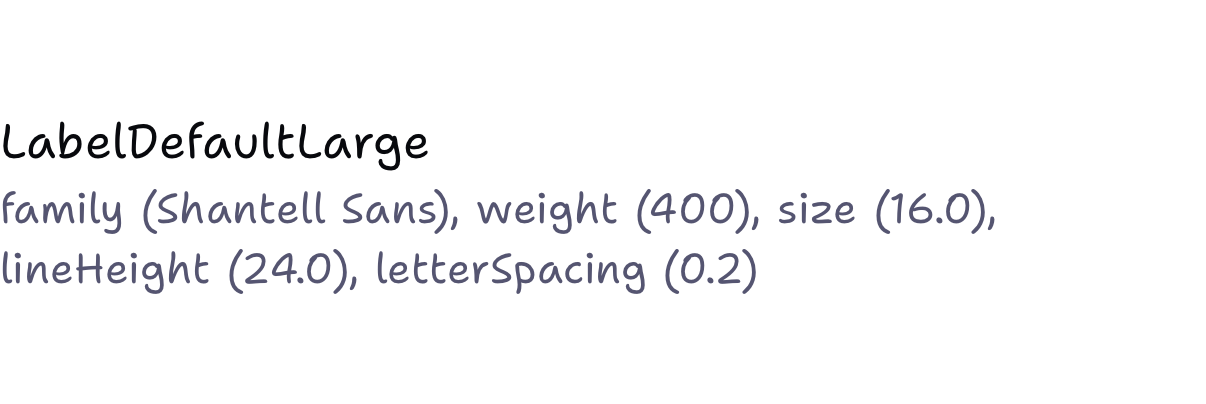 LabelDefaultLarge
family (Shantell Sans), weight (400), size (16.0),
lineHeight (24.0), letterSpacing (0.2)